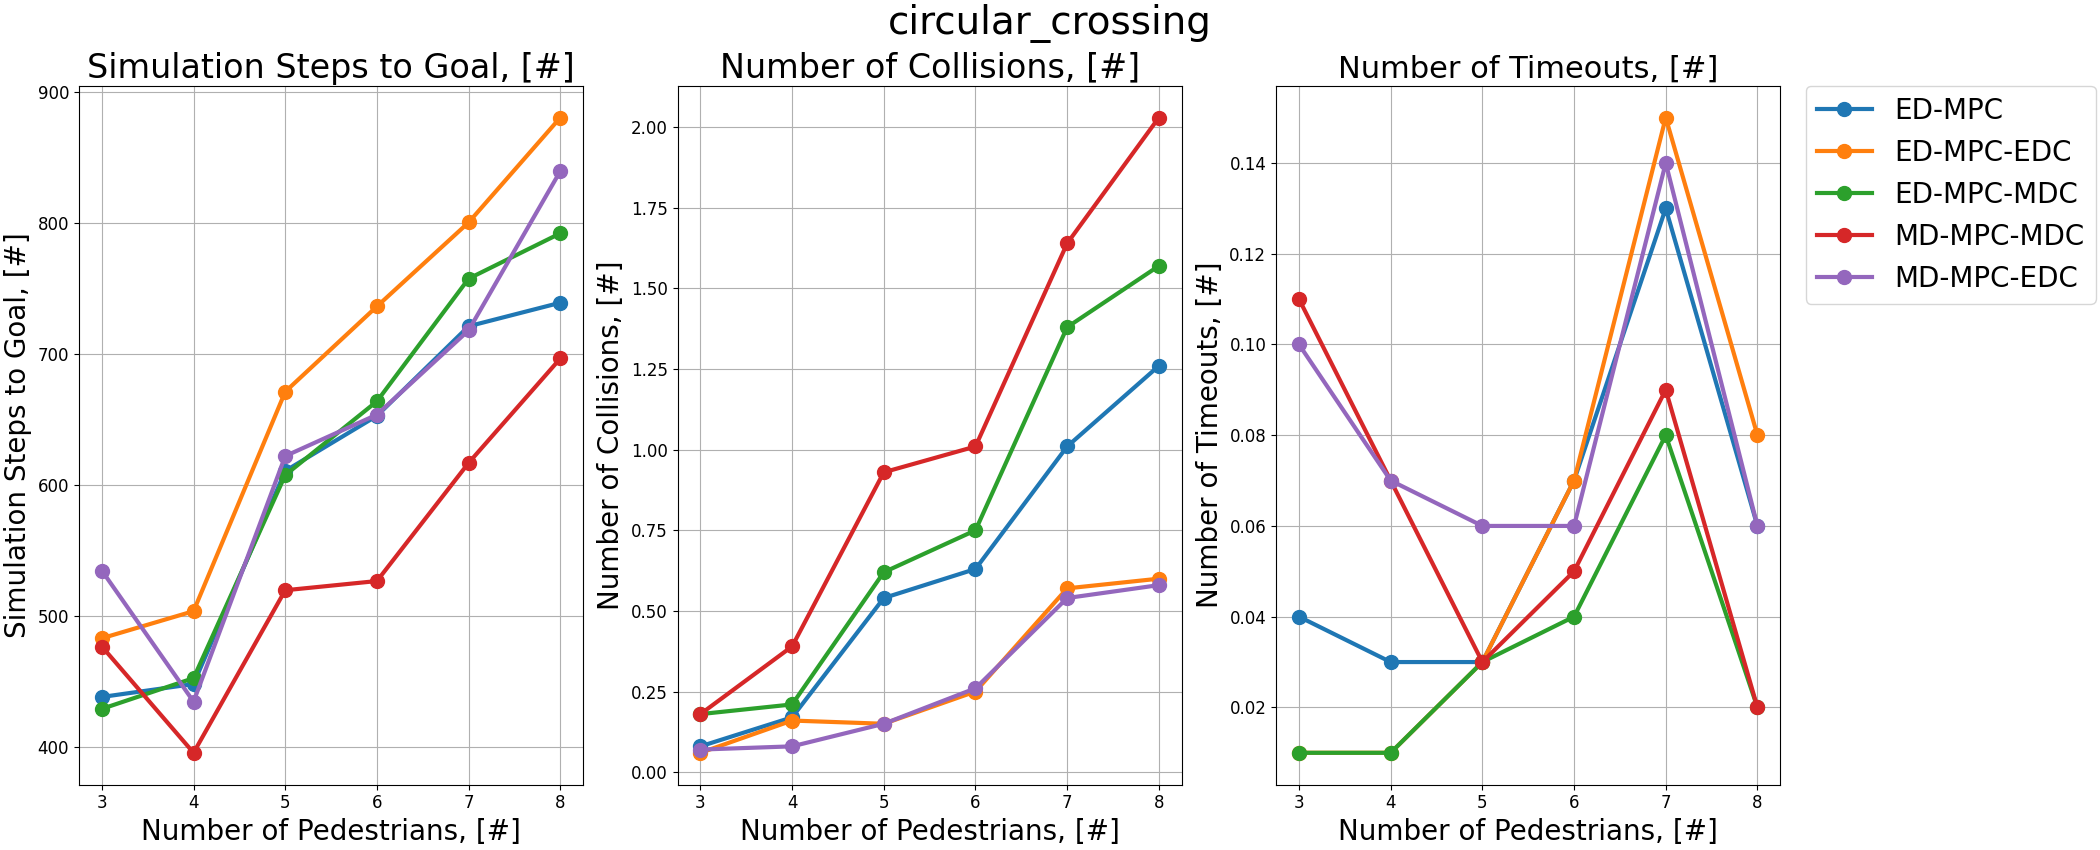 circular_crossing
Simulation Steps to Goal, [#]
Simulation Steps to Goal, [#]
900
800
700
600
500
400
3 4 5 6 7 8
Number of Pedestrians, [#]
Number of Collisions, [#]
Number of Collisions, [#]
2.00
1.75
1.50
1.25
1.00
0.75
0.50
0.25
0.00
3 4 5 6 7 8
Number of Pedestrians, [#]
Number of Timeouts, [#]
Number of Timeouts, [#]
0.14
0.12
0.10
0.08
0.06
0.04
0.02
3 4 5 6 7 8
Number of Pedestrians, [#]
ED-MPC
ED-MPC-EDC
ED-MPC-MDC
MD-MPC-MDC
MD-MPC-EDC